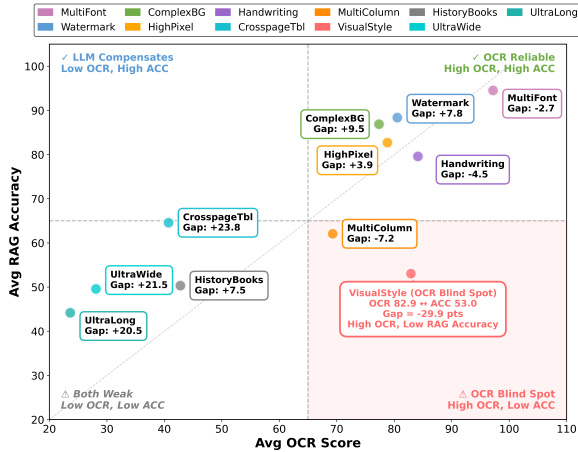 MultiFont ComplexBG Handwriting MultiColumn HistoryBooks UltraLong
Watermark HighPixel CrosspageTbl VisualStyle UltraWide
✓ LLM Compensates
Low OCR, High ACC
✓ OCR Reliable
High OCR, High ACC
MultiFont
Gap: -2.7
Watermark
Gap: +7.8
ComplexBG
Gap: +9.5
HighPixel
Gap: +3.9
Handwriting
Gap: -4.5
CrosspageTbl
Gap: +23.8
MultiColumn
Gap: -7.2
UltraWide
Gap: +21.5
HistoryBooks
Gap: +7.5
UltraLong
Gap: +20.5
VisualStyle (OCR Blind Spot)
OCR 82.9 ↔ ACC 53.0
Gap = -29.9 pts
High OCR, Low RAG Accuracy
⚠ Both Weak
Low OCR, Low ACC
⚠ OCR Blind Spot
High OCR, Low ACC
100
90
80
70
60
50
40
30
20
Avg RAG Accuracy
20 30 40 50 60 70 80 90 100 110
Avg OCR Score